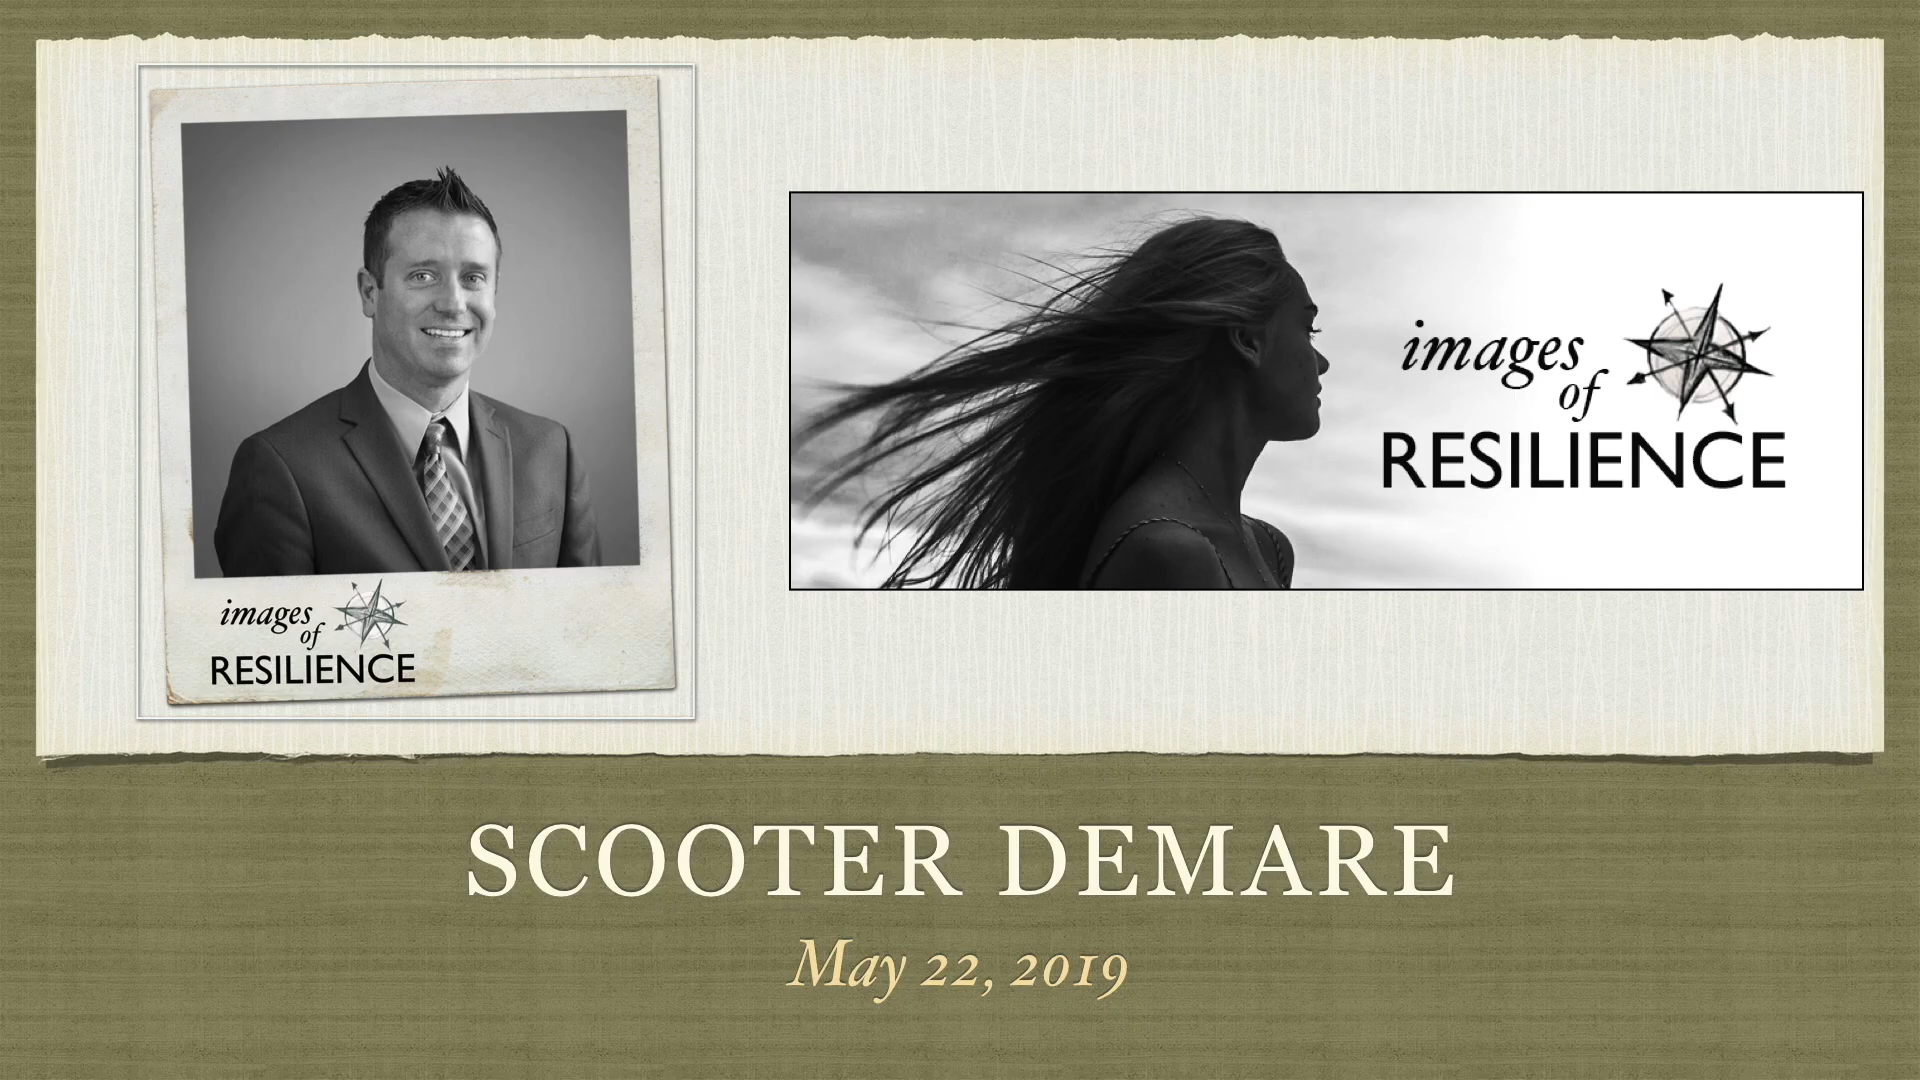 images
of
RESILIENCE
images
of
RESILIENCE
SCOOTER DEMARE
May 22, 2019